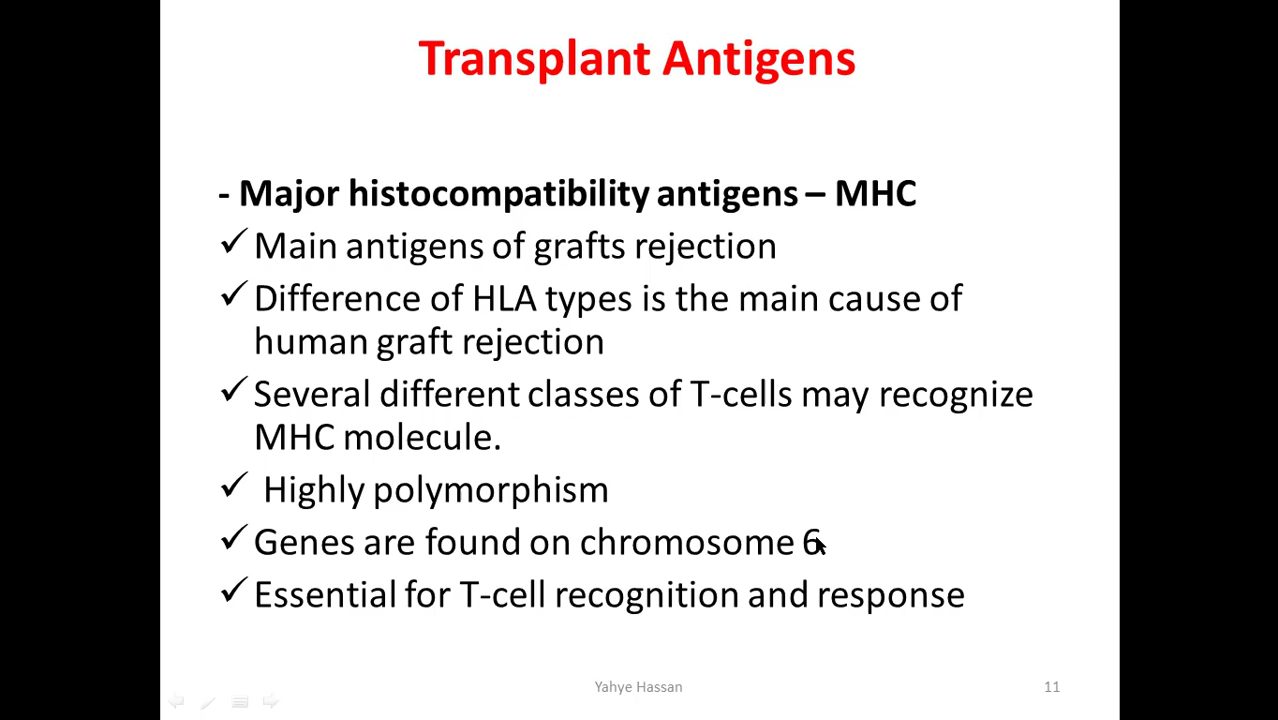 Transplant Antigens
- Major histocompatibility antigens – MHC
✓ Main antigens of grafts rejection
✓ Difference of HLA types is the main cause of
human graft rejection
✓ Several different classes of T-cells may recognize
MHC molecule.
✓ Highly polymorphism
✓ Genes are found on chromosome 6
✓ Essential for T-cell recognition and response
Yahye Hassan
11